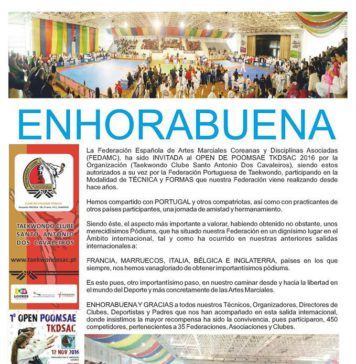 ENHORABUENA
La Federación Española de Artes Marciales Coreanas y Disciplinas Asociadas
(FEDAMC), ha sido INVITADA al OPEN DE POOMSAE TKDSAC 2016 por la
Organización (Taekwondo Clube Santo Antonio Dos Cavaleiros), siendo estos
autorizados a su vez por la Federación Portuguesa de Taekwondo, participando en la
Modalidad de TÉCNICA y FORMAS que nuestra Federación viene realizando desde
hace años.
Hemos compartido con PORTUGAL y otros compatriotas, así como con practicantes de
otros países participantes, una jornada de amistad y hermanamiento.
Siendo éste, el aspecto más importante a valorar, habiendo obtenido no obstante, unos
merecidísimos Pódiums, que ha situado nuestra Federación en un dignísimo lugar en el
Ámbito internacional, tal y como ha ocurrido en nuestras anteriores salidas
internacionales a:
FRANCIA, MARRUECOS, ITALIA, BÉLGICA E INGLATERRA, países en los que
siempre, nos hemos vanagloriado de obtener importantísimos pódiums.
Es este pues, otro importantísimo paso, en nuestro caminar desde y hacia la libertad en
el mundo del Deporte y más concretamente de las Artes Marciales.
ENHORABUENA Y GRACIAS a todos nuestros Técnicos, Organizadores, Directores de
Clubes, Deportistas y Padres que nos han acompañado en esta salida internacional,
donde insistimos la mayor recompensa ha sido la convivencia, pues participaron, 450
competidores, pertenecientes a 35 Federaciones, Asociaciones y Clubes.
TAEKWONDO CLUBE
SANTO ANTÓNIO
DOS CAVALEIROS
www.taekwondosac.pt
LOURES
1º OPEN POOMSAE
TKDSAC
12 NOV 2016